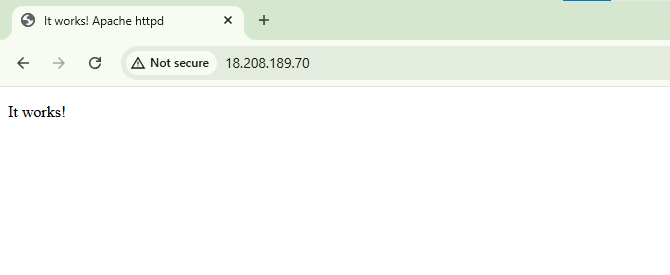 It works! Apache httpd
Not secure 18.208.189.70
It works!